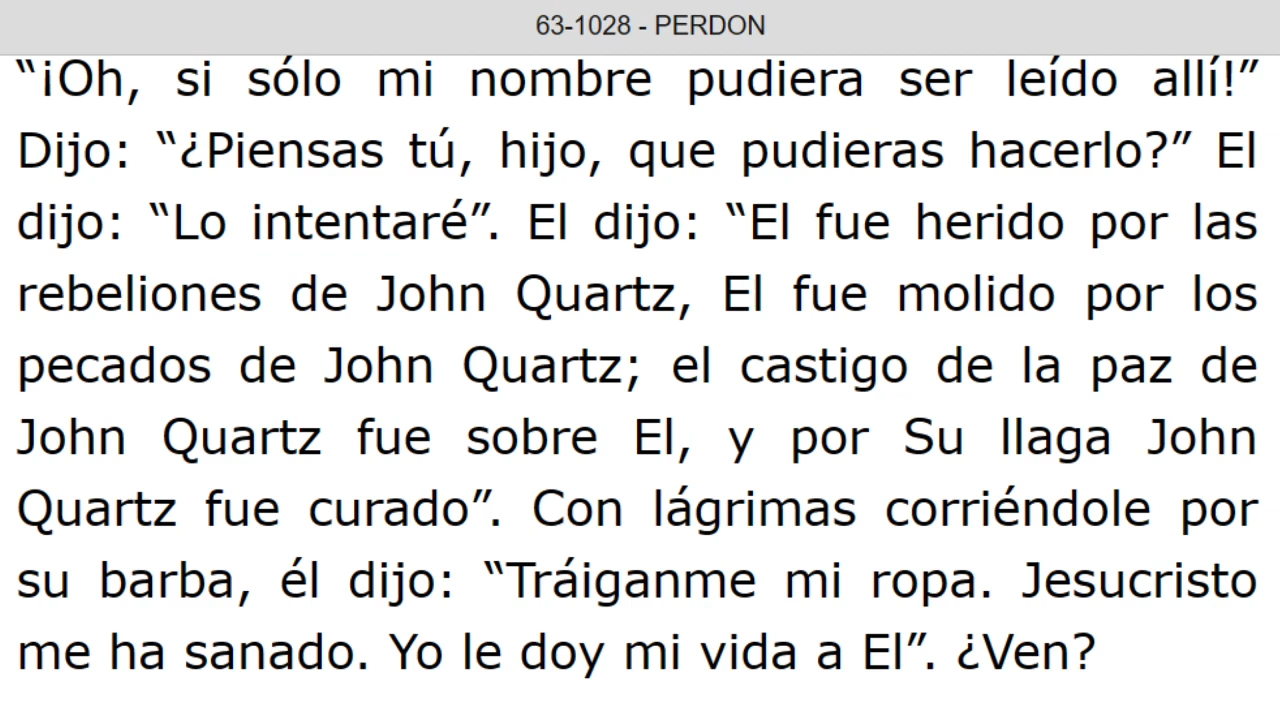 63-1028 - PERDON
“¡Oh, si sólo mi nombre pudiera ser leído allí!”
Dijo: “¿Piensas tú, hijo, que pudieras hacerlo?” El
dijo: “Lo intentaré”. El dijo: “El fue herido por las
rebeliones de John Quartz, El fue molido por los
pecados de John Quartz; el castigo de la paz de
John Quartz fue sobre El, y por Su llaga John
Quartz fue curado”. Con lágrimas corriéndole por
su barba, él dijo: “Tráiganme mi ropa. Jesucristo
me ha sanado. Yo le doy mi vida a El”. ¿Ven?